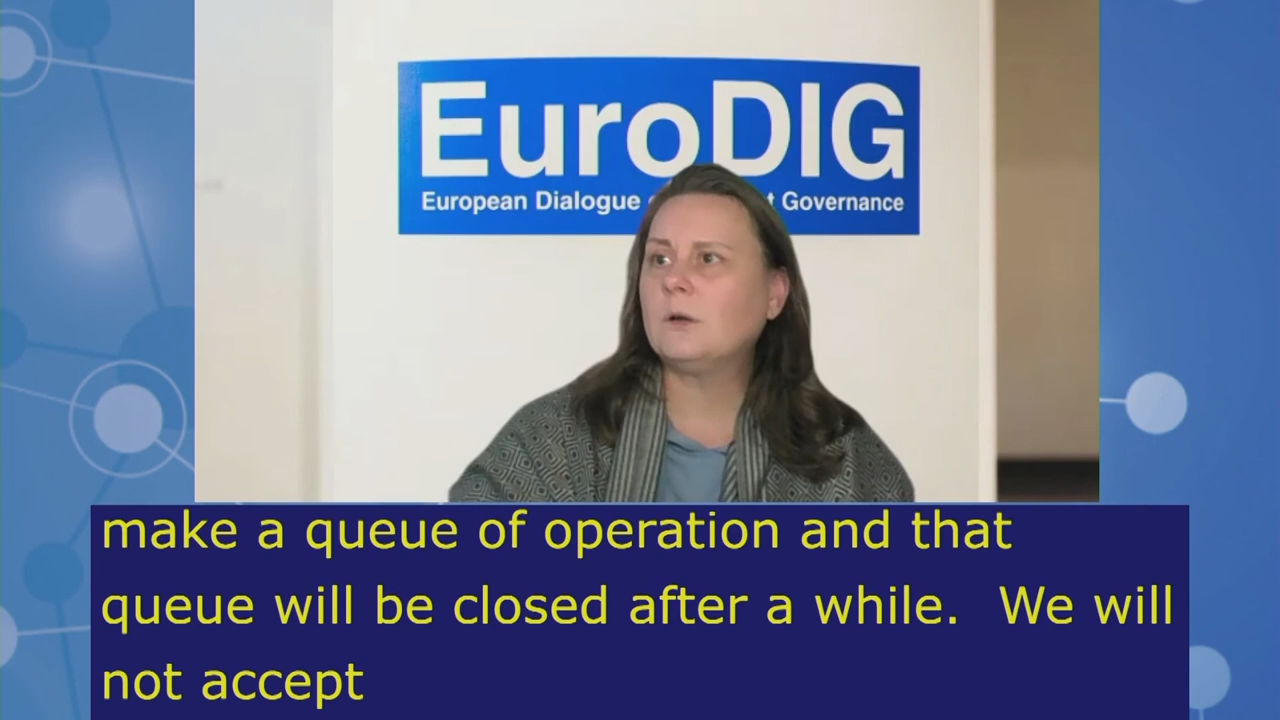 EuroDIG
European Dialogue t Governance
make a queue of operation and that
queue will be closed after a while. We will
not accept